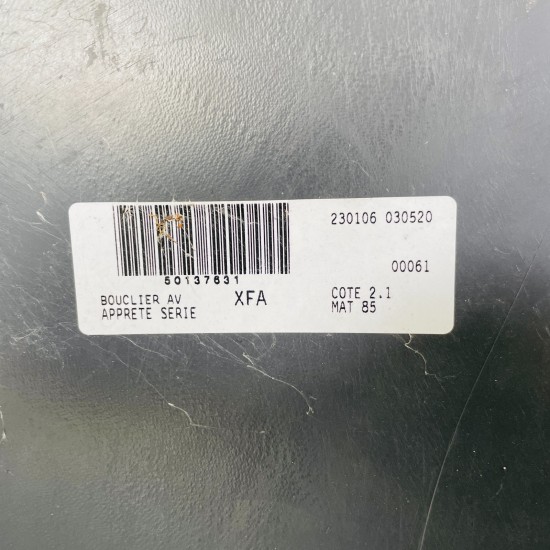 230106 030520
50137631
00061
BOUCLIER AV
APPRETE SERIE
XFA
COTE 2.1
MAT 85